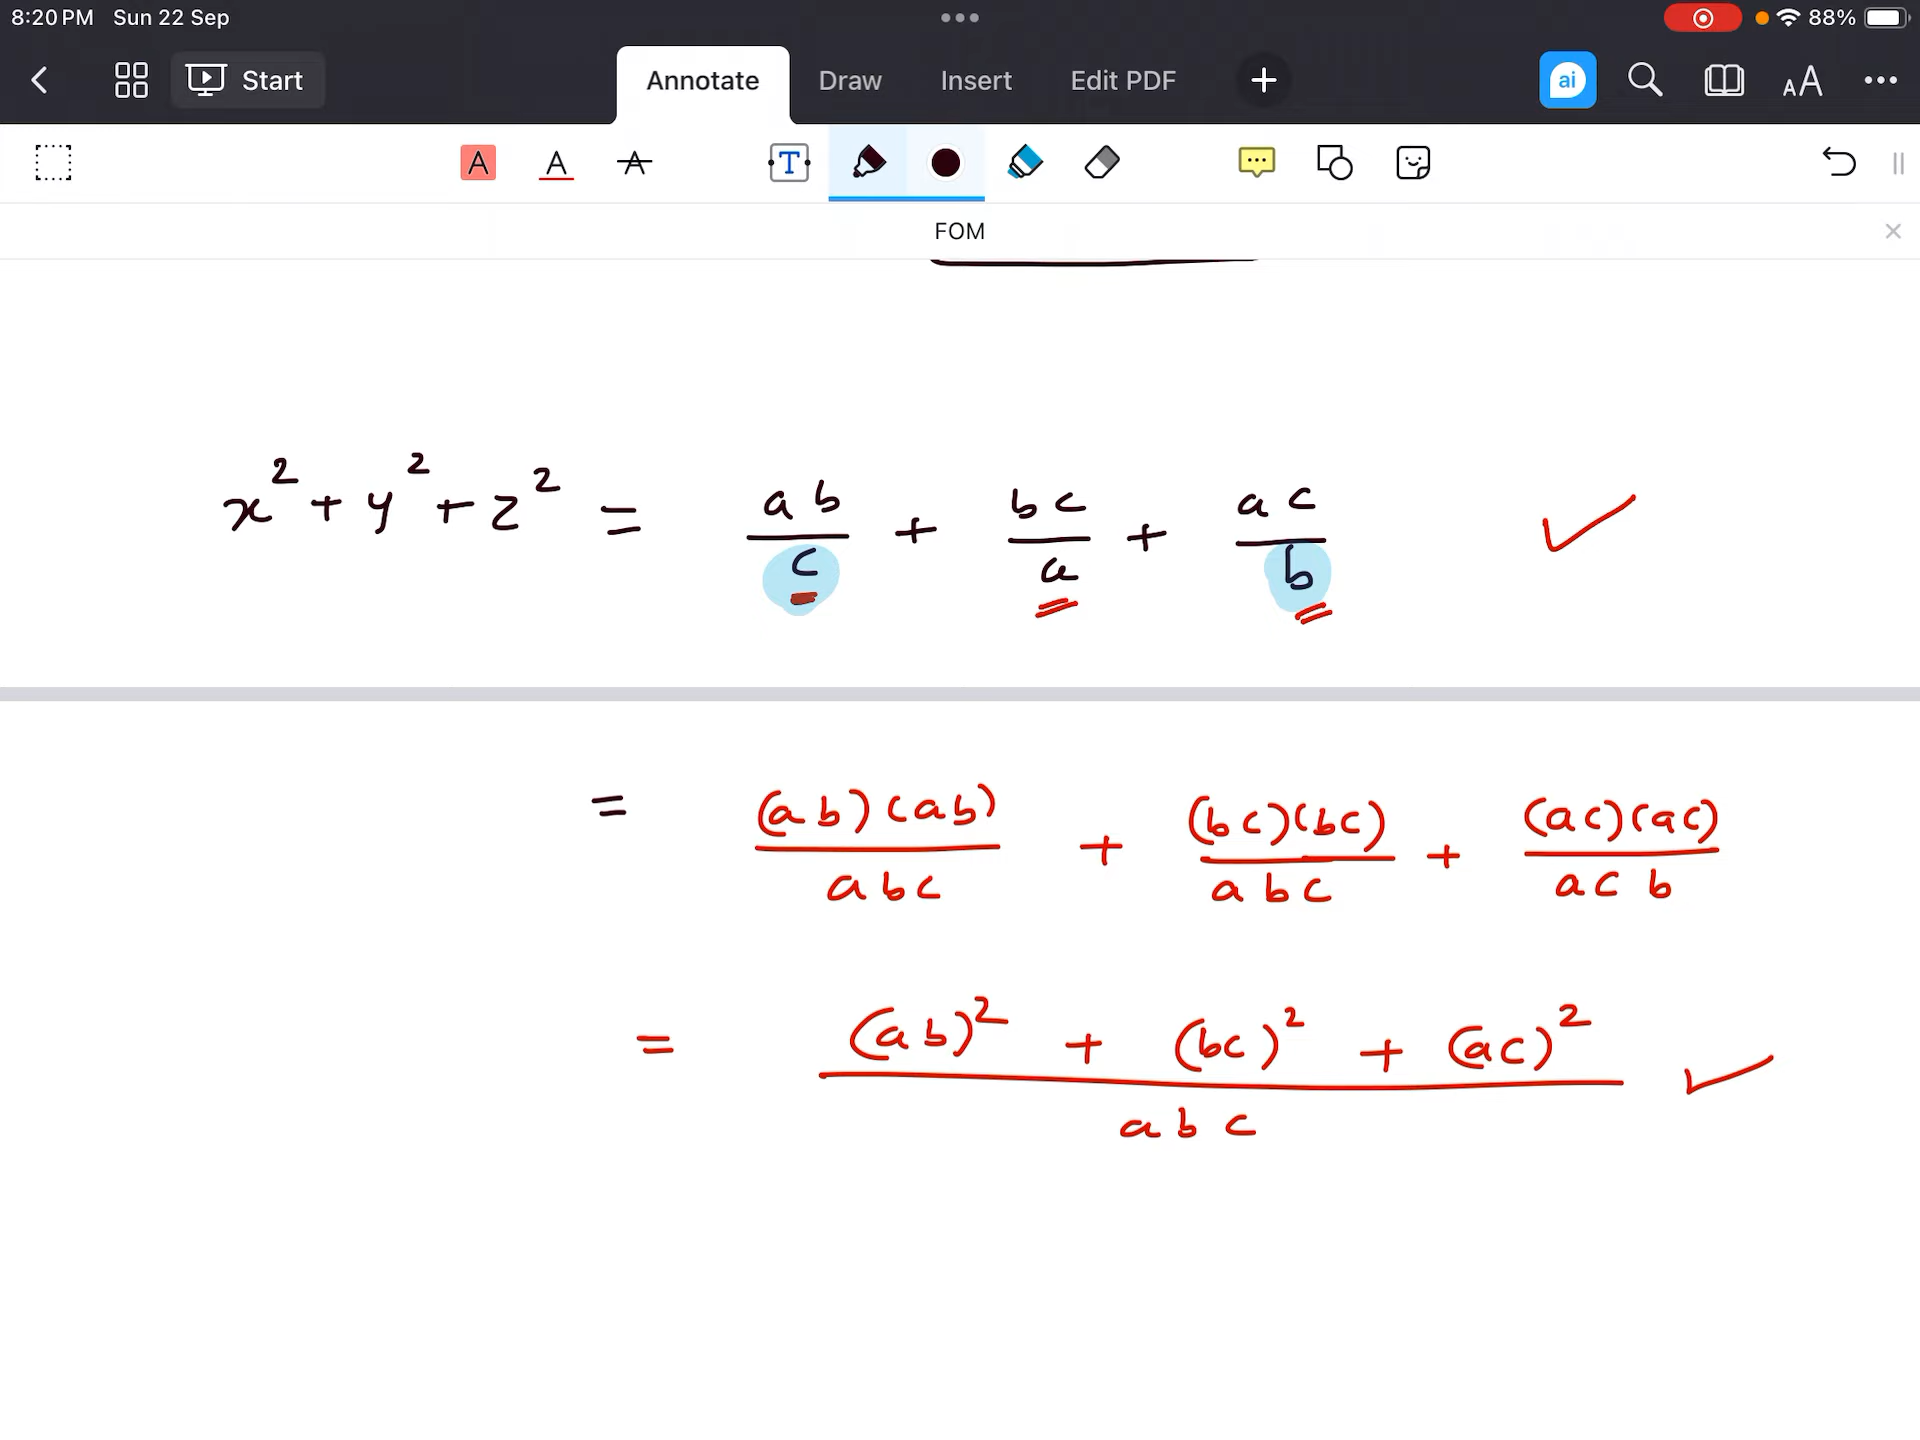 8:20 PM Sun 22 Sep 88%
Start Annotate Draw Insert Edit PDF + ai AA
A A A T
FOM
x² + y² + z² = ab/c + bc/a + ac/b
= (ab)(ab)/abc + (bc)(bc)/abc + (ac)(ac)/acb
= (ab)² + (bc)² + (ac)²/abc